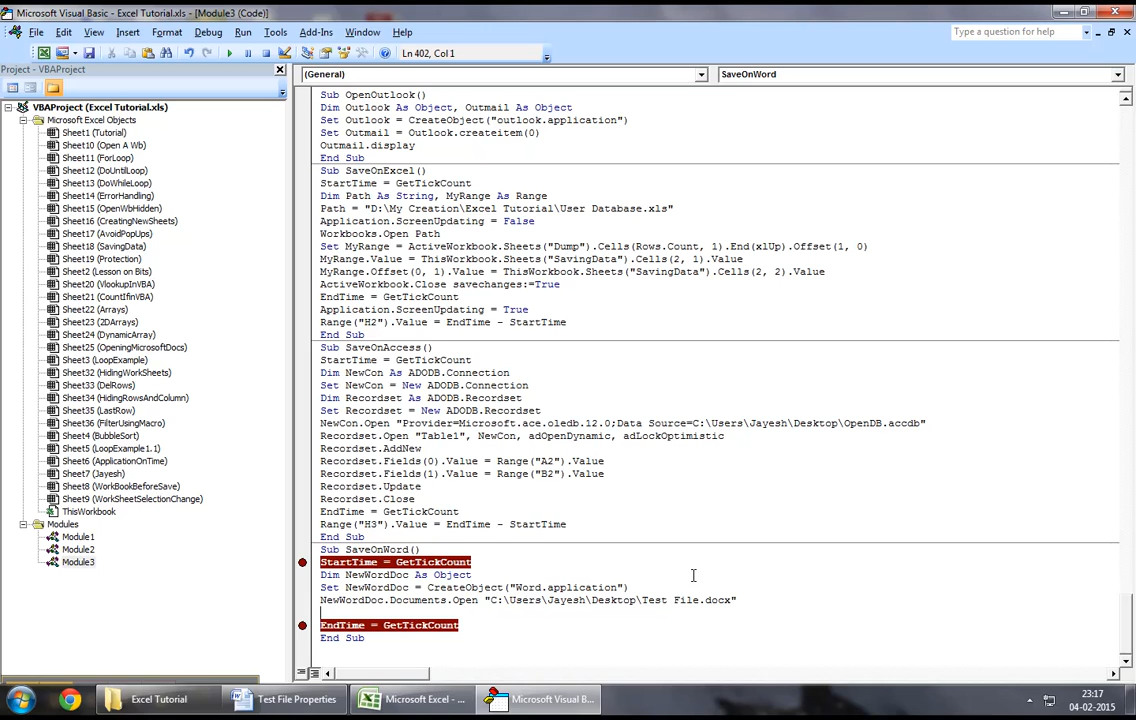 Microsoft Visual Basic - Excel Tutorial.xls - [Module3 (Code)]
File Edit View Insert Format Debug Run Tools Add-Ins Window Help
Type a question for help
Ln 402, Col 1
Project - VBAProject
(General)
SaveOnWord
VBAProject (Excel Tutorial.xls)
Microsoft Excel Objects
Sheet1 (Tutorial)
Sheet10 (Open A Wb)
Sheet11 (ForLoop)
Sheet12 (DoUntilLoop)
Sheet13 (DoWhileLoop)
Sheet14 (ErrorHandling)
Sheet15 (OpenWbHidden)
Sheet16 (CreatingNewSheets)
Sheet17 (AvoidPopUps)
Sheet18 (SavingData)
Sheet19 (Protection)
Sheet2 (Lesson on Bits)
Sheet20 (VlookupInVBA)
Sheet21 (CountIfinVBA)
Sheet22 (Arrays)
Sheet23 (2DArrays)
Sheet24 (DynamicArray)
Sheet25 (OpeningMicrosoftDocs)
Sheet3 (LoopExample)
Sheet32 (HidingWorkSheets)
Sheet33 (DelRows)
Sheet34 (HidingRowsAndColumn)
Sheet35 (LastRow)
Sheet36 (FilterUsingMacro)
Sheet4 (BubbleSort)
Sheet5 (LoopExample1.1)
Sheet6 (ApplicationOnTime)
Sheet7 (Jayesh)
Sheet8 (WorkBookBeforeSave)
Sheet9 (WorkSheetSelectionChange)
ThisWorkbook
Modules
Module1
Module2
Module3
Sub OpenOutlook()
Dim Outlook As Object, Outmail As Object
Set Outlook = CreateObject("outlook.application")
Set Outmail = Outlook.createitem(0)
Outmail.display
End Sub
Sub SaveOnExcel()
StartTime = GetTickCount
Dim Path As String, MyRange As Range
Path = "D:\My Creation\Excel Tutorial\User Database.xls"
Application.ScreenUpdating = False
Workbooks.Open Path
Set MyRange = ActiveWorkbook.Sheets("Dump").Cells(Rows.Count, 1).End(xlUp).Offset(1, 0)
MyRange.Value = ThisWorkbook.Sheets("SavingData").Cells(2, 1).Value
MyRange.Offset(0, 1).Value = ThisWorkbook.Sheets("SavingData").Cells(2, 2).Value
ActiveWorkbook.Close savechanges:=True
EndTime = GetTickCount
Application.ScreenUpdating = True
Range("H2").Value = EndTime - StartTime
End Sub
Sub SaveOnAccess()
StartTime = GetTickCount
Dim NewCon As ADODB.Connection
Set NewCon = New ADODB.Connection
Dim Recordset As ADODB.Recordset
Set Recordset = New ADODB.Recordset
NewCon.Open "Provider=Microsoft.ace.oledb.12.0;Data Source=C:\Users\Jayesh\Desktop\OpenDB.accdb"
Recordset.Open "Table1", NewCon, adOpenDynamic, adLockOptimistic
Recordset.AddNew
Recordset.Fields(0).Value = Range("A2").Value
Recordset.Fields(1).Value = Range("B2").Value
Recordset.Update
Recordset.Close
EndTime = GetTickCount
Range("H3").Value = EndTime - StartTime
End Sub
Sub SaveOnWord()
StartTime = GetTickCount
Dim NewWordDoc As Object
Set NewWordDoc = CreateObject("Word.application")
NewWordDoc.Documents.Open "C:\Users\Jayesh\Desktop\Test File.docx"
EndTime = GetTickCount
End Sub
Excel Tutorial
Test File Properties
Microsoft Excel - ...
Microsoft Visual B...
23:17
04-02-2015